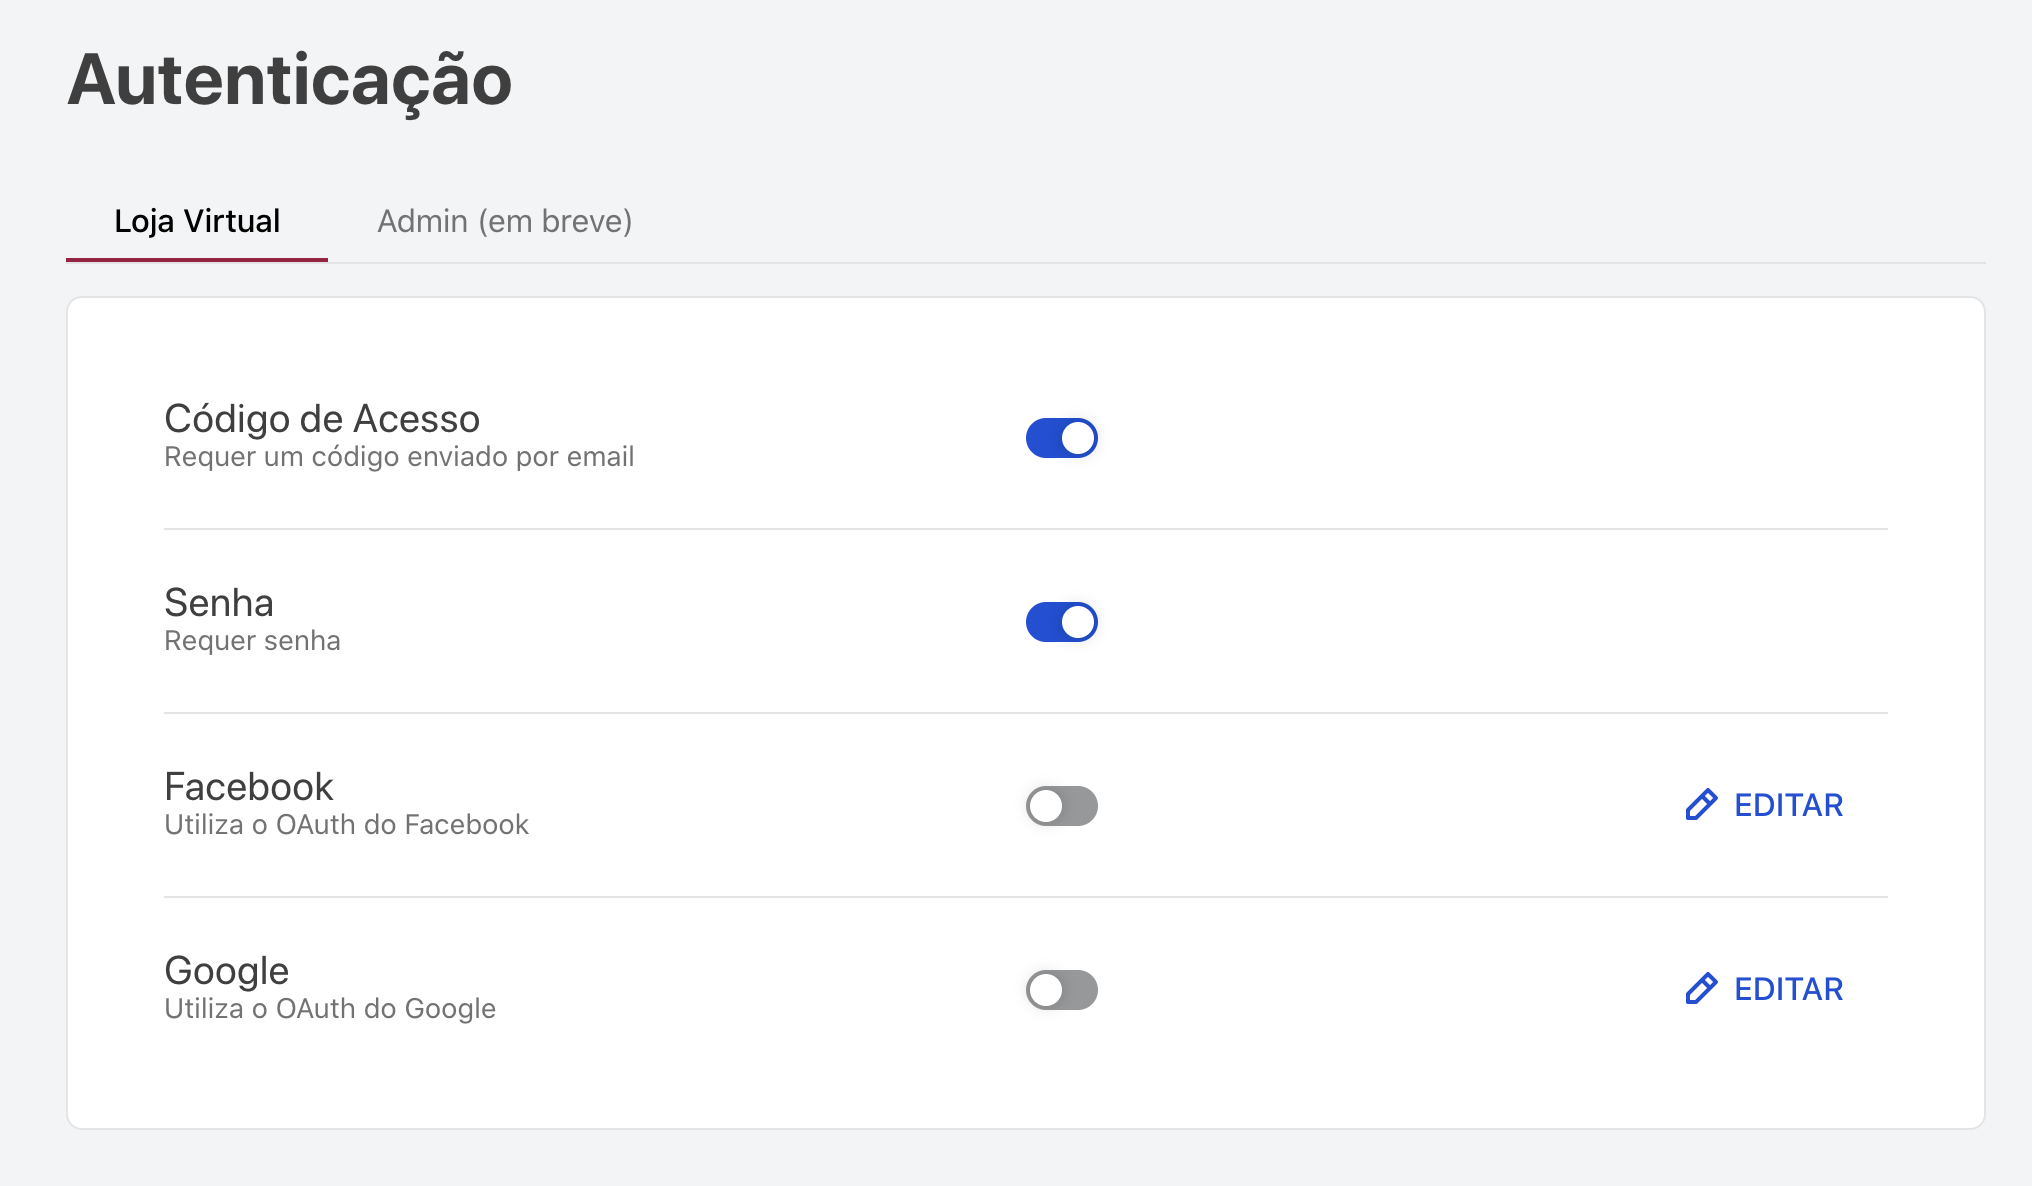 Autenticação
Loja Virtual
Admin (em breve)
Código de Acesso
Requer um código enviado por email
Senha
Requer senha
Facebook
Utiliza o OAuth do Facebook
EDITAR
Google
Utiliza o OAuth do Google
EDITAR